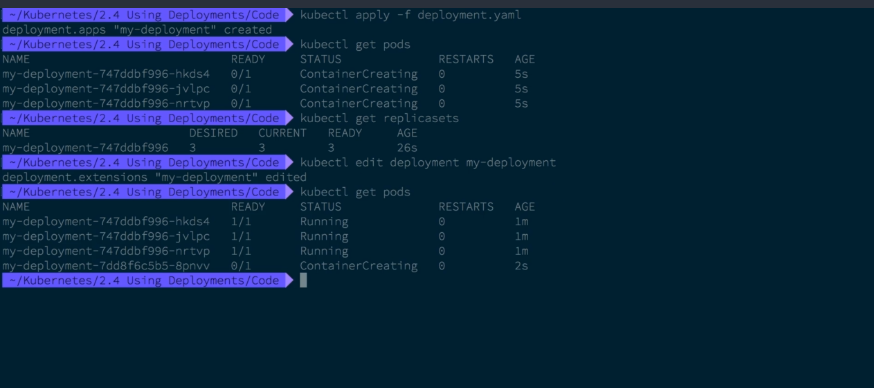 ~/Kubernetes/2.4 Using Deployments/Code kubectl apply -f deployment.yaml
deployment.apps "my-deployment" created
~/Kubernetes/2.4 Using Deployments/Code kubectl get pods
NAME READY STATUS RESTARTS AGE
my-deployment-747ddbf996-hkds4 0/1 ContainerCreating 0 5s
my-deployment-747ddbf996-jvlpc 0/1 ContainerCreating 0 5s
my-deployment-747ddbf996-nrtvp 0/1 ContainerCreating 0 5s
~/Kubernetes/2.4 Using Deployments/Code kubectl get replicasets
NAME DESIRED CURRENT READY AGE
my-deployment-747ddbf996 3 3 3 26s
~/Kubernetes/2.4 Using Deployments/Code kubectl edit deployment my-deployment
deployment.extensions "my-deployment" edited
~/Kubernetes/2.4 Using Deployments/Code kubectl get pods
NAME READY STATUS RESTARTS AGE
my-deployment-747ddbf996-hkds4 1/1 Running 0 1m
my-deployment-747ddbf996-jvlpc 1/1 Running 0 1m
my-deployment-747ddbf996-nrtvp 1/1 Running 0 1m
my-deployment-7dd8f6c5b5-8pnvv 0/1 ContainerCreating 0 2s
~/Kubernetes/2.4 Using Deployments/Code